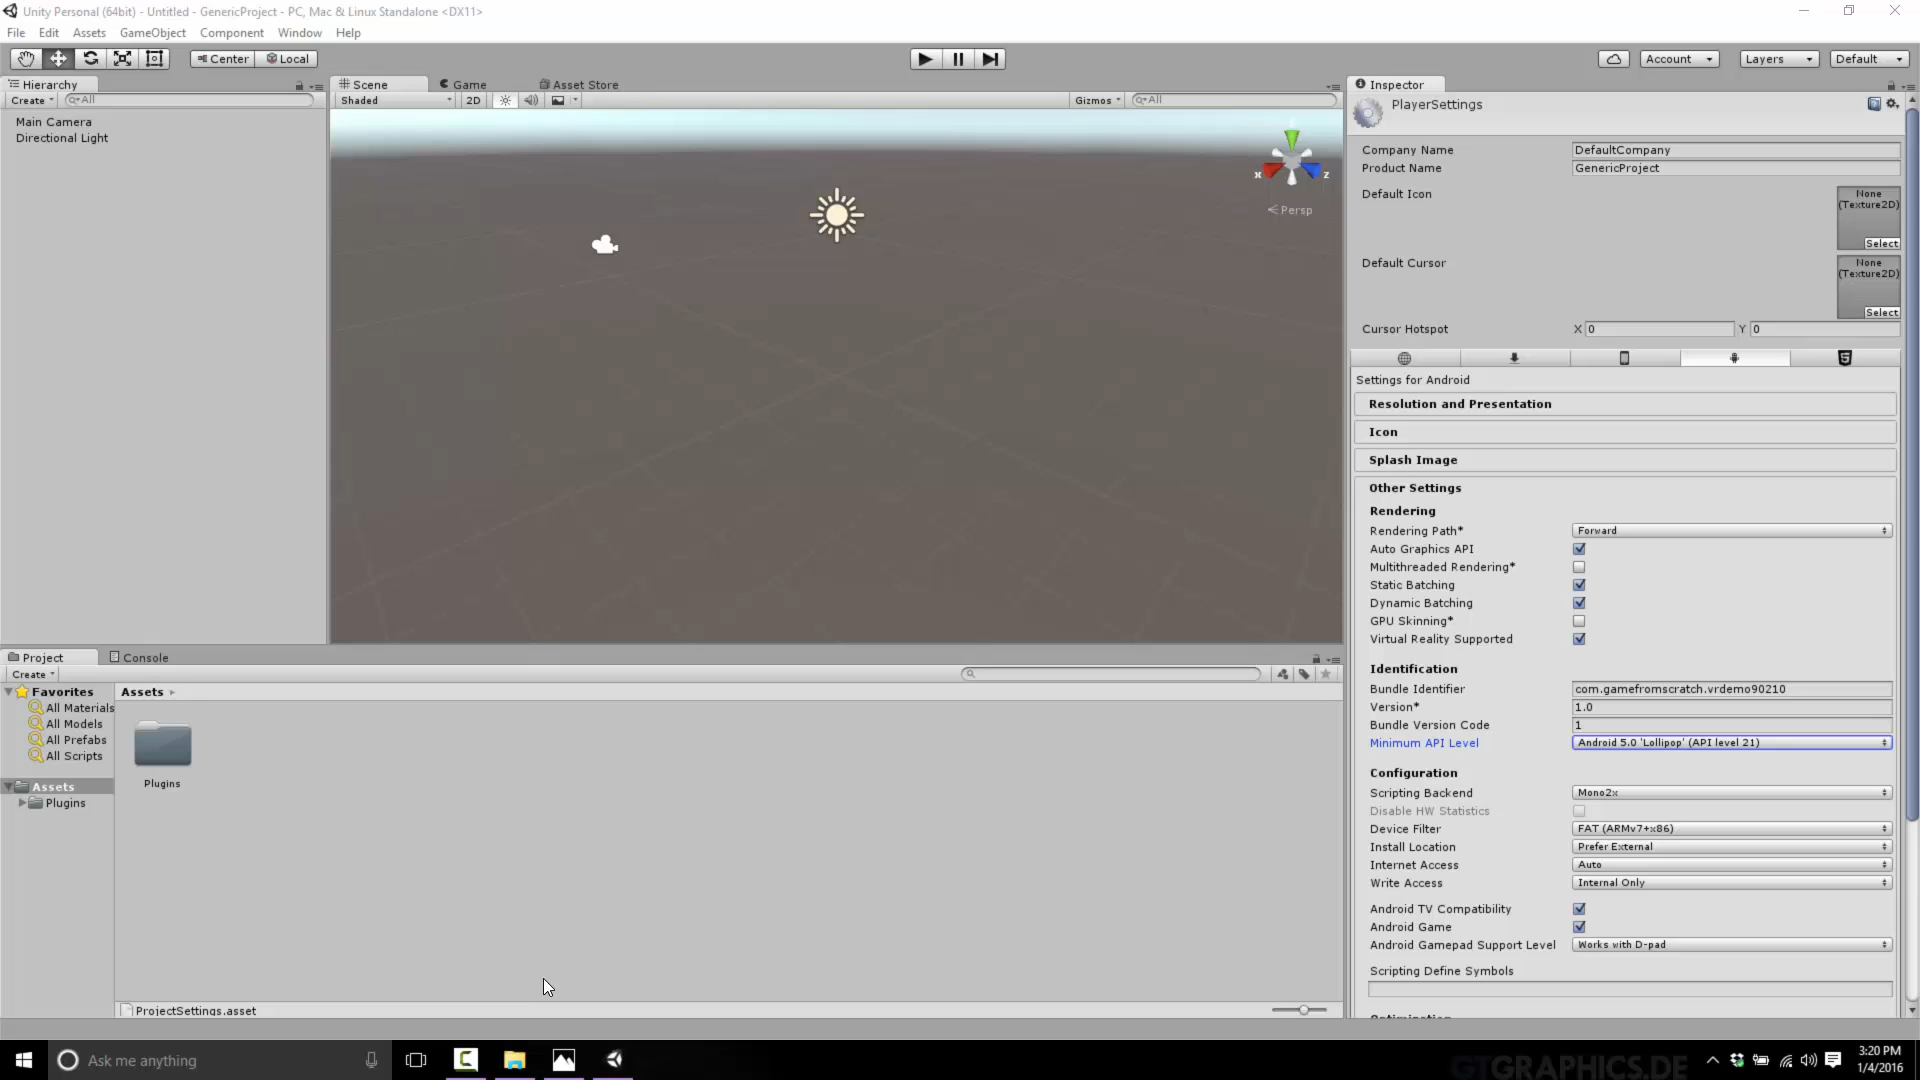 Unity Personal (64bit) - Untitled - GenericProject - PC, Mac & Linux Standalone <DX11>
File Edit Assets GameObject Component Window Help
Center Local Account Layers Default
Hierarchy
Create All
Main Camera
Directional Light
Scene Game Asset Store
Shaded 2D Gizmos All
x z
Persp
Inspector
PlayerSettings
Company Name DefaultCompany
Product Name GenericProject
Default Icon None (Texture2D) Select
Default Cursor None (Texture2D) Select
Cursor Hotspot X 0 Y 0
Settings for Android
Resolution and Presentation
Icon
Splash Image
Other Settings
Rendering
Rendering Path* Forward
Auto Graphics API
Multithreaded Rendering*
Static Batching
Dynamic Batching
GPU Skinning*
Virtual Reality Supported
Identification
Bundle Identifier com.gamefromscratch.vrdemo90210
Version* 1.0
Bundle Version Code 1
Minimum API Level Android 5.0 'Lollipop' (API level 21)
Configuration
Scripting Backend Mono2x
Disable HW Statistics
Device Filter FAT (ARMv7+x86)
Install Location Prefer External
Internet Access Auto
Write Access Internal Only
Android TV Compatibility
Android Game
Android Gamepad Support Level Works with D-pad
Scripting Define Symbols
Project Console
Create
Favorites
All Materials
All Models
All Prefabs
All Scripts
Assets
Plugins
Assets
Plugins
ProjectSettings.asset
Ask me anything
GTGRAPHICS.DE
3:20 PM
1/4/2016